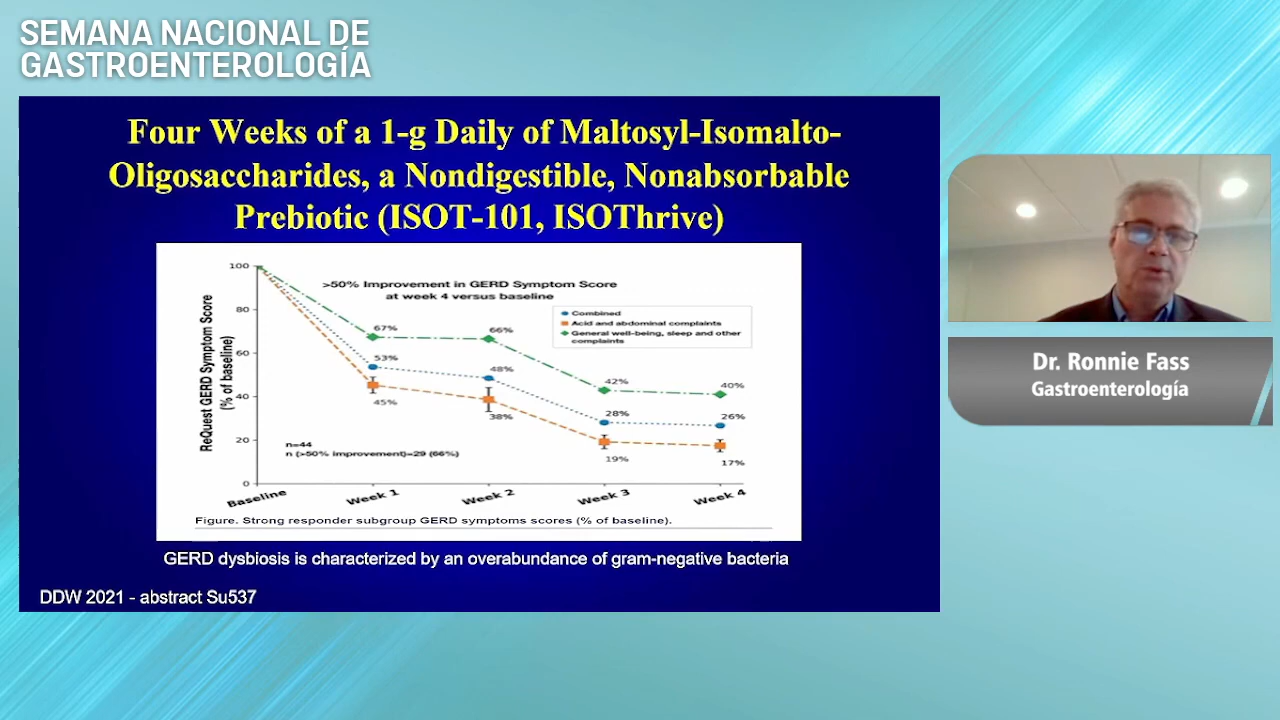 SEMANA NACIONAL DE
GASTROENTEROLOGÍA
Four Weeks of a 1-g Daily of Maltosyl-Isomalto-
Oligosaccharides, a Nondigestible, Nonabsorbable
Prebiotic (ISOT-101, ISOThrive)
>50% Improvement in GERD Symptom Score
at week 4 versus baseline
Combined
Acid and abdominal complaints
General well-being, sleep and other
complaints
ReQuest GERD Symptom Score
(% of baseline)
100
80
60
40
20
0
67%
66%
42%
40%
53%
48%
28%
26%
45%
38%
19%
17%
n=44
n (>50% improvement)=29 (66%)
Baseline
Week 1
Week 2
Week 3
Week 4
Figure. Strong responder subgroup GERD symptoms scores (% of baseline).
GERD dysbiosis is characterized by an overabundance of gram-negative bacteria
DDW 2021 - abstract Su537
Dr. Ronnie Fass
Gastroenterología